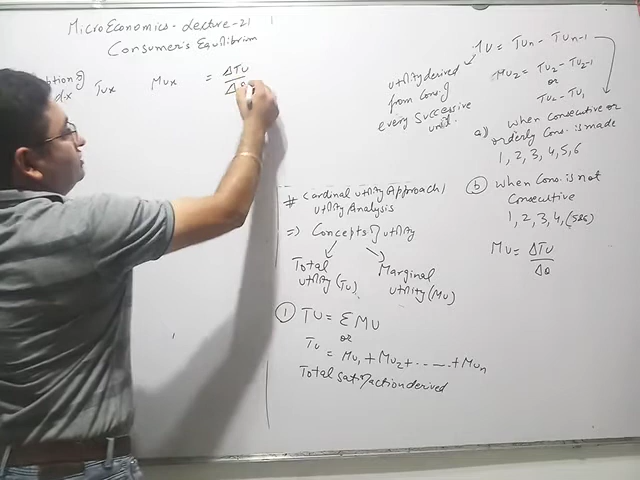 MicroEconomics - Lecture-21
Consumer's Equilibrium
TUx MUx = ΔTU
ΔQ
# Cardinal Utility Approach/
Utility Analysis
=> Concepts of Utility
Total
Utility (TU)
Marginal
Utility (MU)
① TU = ΣMU
or
TU = MU1 + MU2 + ........ + MUn
Total satisfaction derived
MU = TUn - TUn-1
utility derived
from Cons. of
every Successive
unit.
MU2 = TU2 - TU2-1
or
TU2 - TU1
a) When consecutive or
orderly Cons. is made
1, 2, 3, 4, 5, 6
b) When Cons. is not
Consecutive
1, 2, 3, 4,
MU = ΔTU
ΔQ